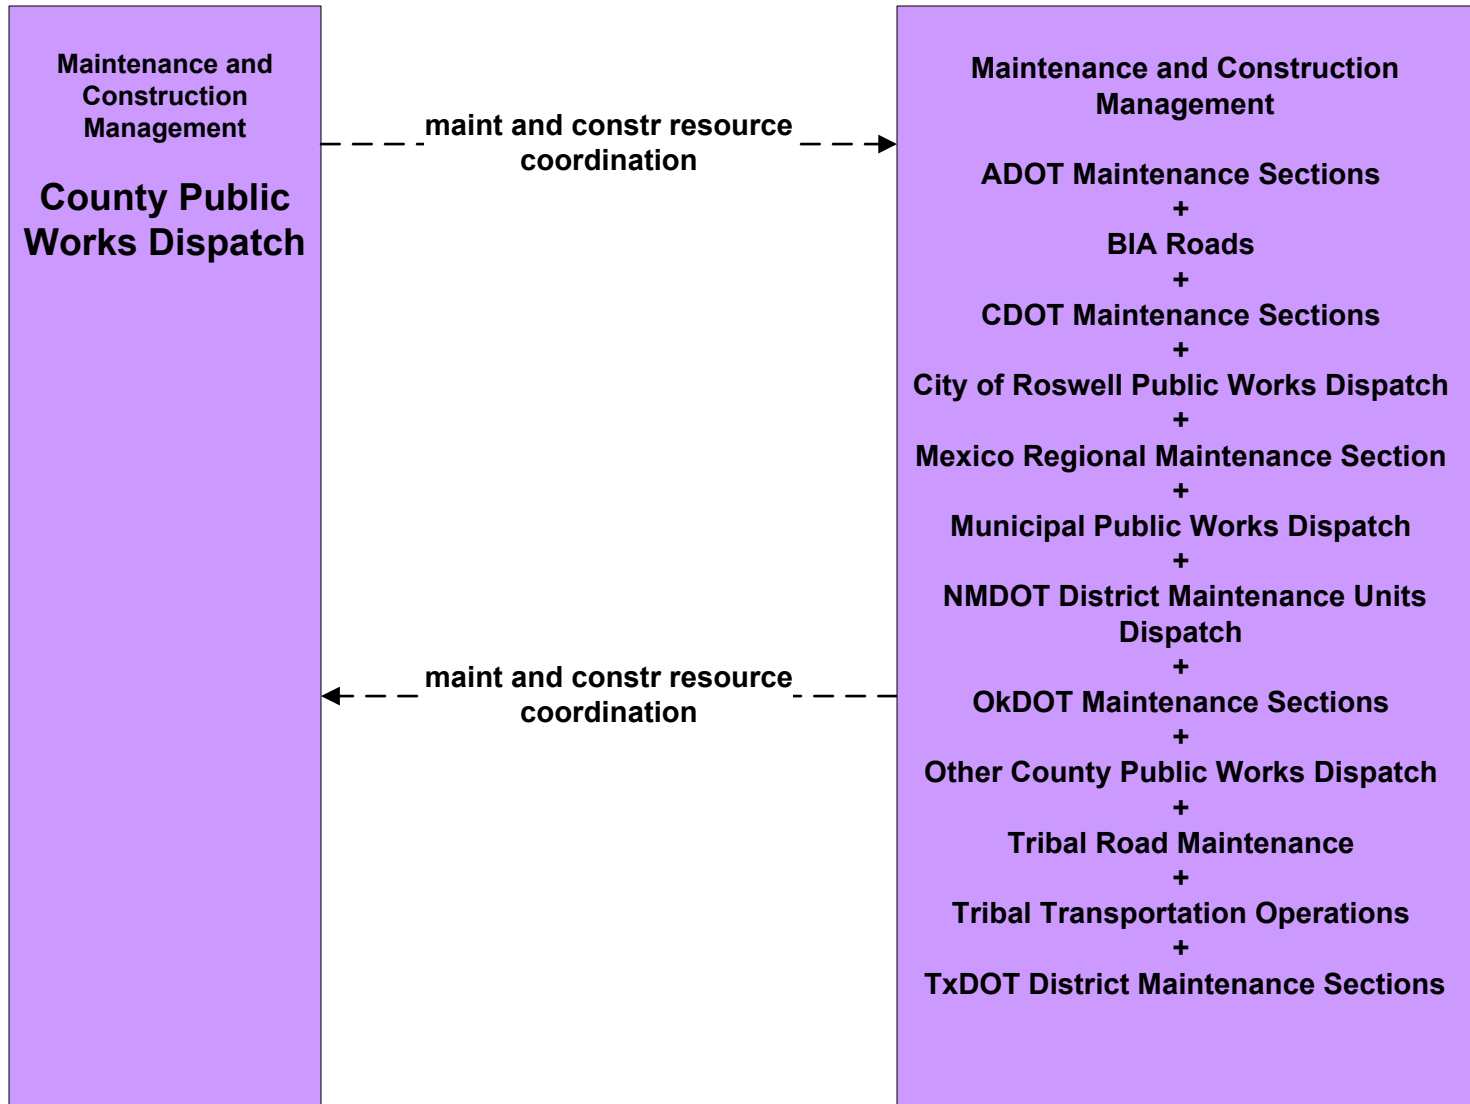 Maintenance and
Construction
Management
County Public
Works Dispatch
maint and constr resource
coordination
maint and constr resource
coordination
Maintenance and Construction
Management
ADOT Maintenance Sections
+
BIA Roads
+
CDOT Maintenance Sections
+
City of Roswell Public Works Dispatch
+
Mexico Regional Maintenance Section
+
Municipal Public Works Dispatch
+
NMDOT District Maintenance Units
Dispatch
+
OkDOT Maintenance Sections
+
Other County Public Works Dispatch
+
Tribal Road Maintenance
+
Tribal Transportation Operations
+
TxDOT District Maintenance Sections